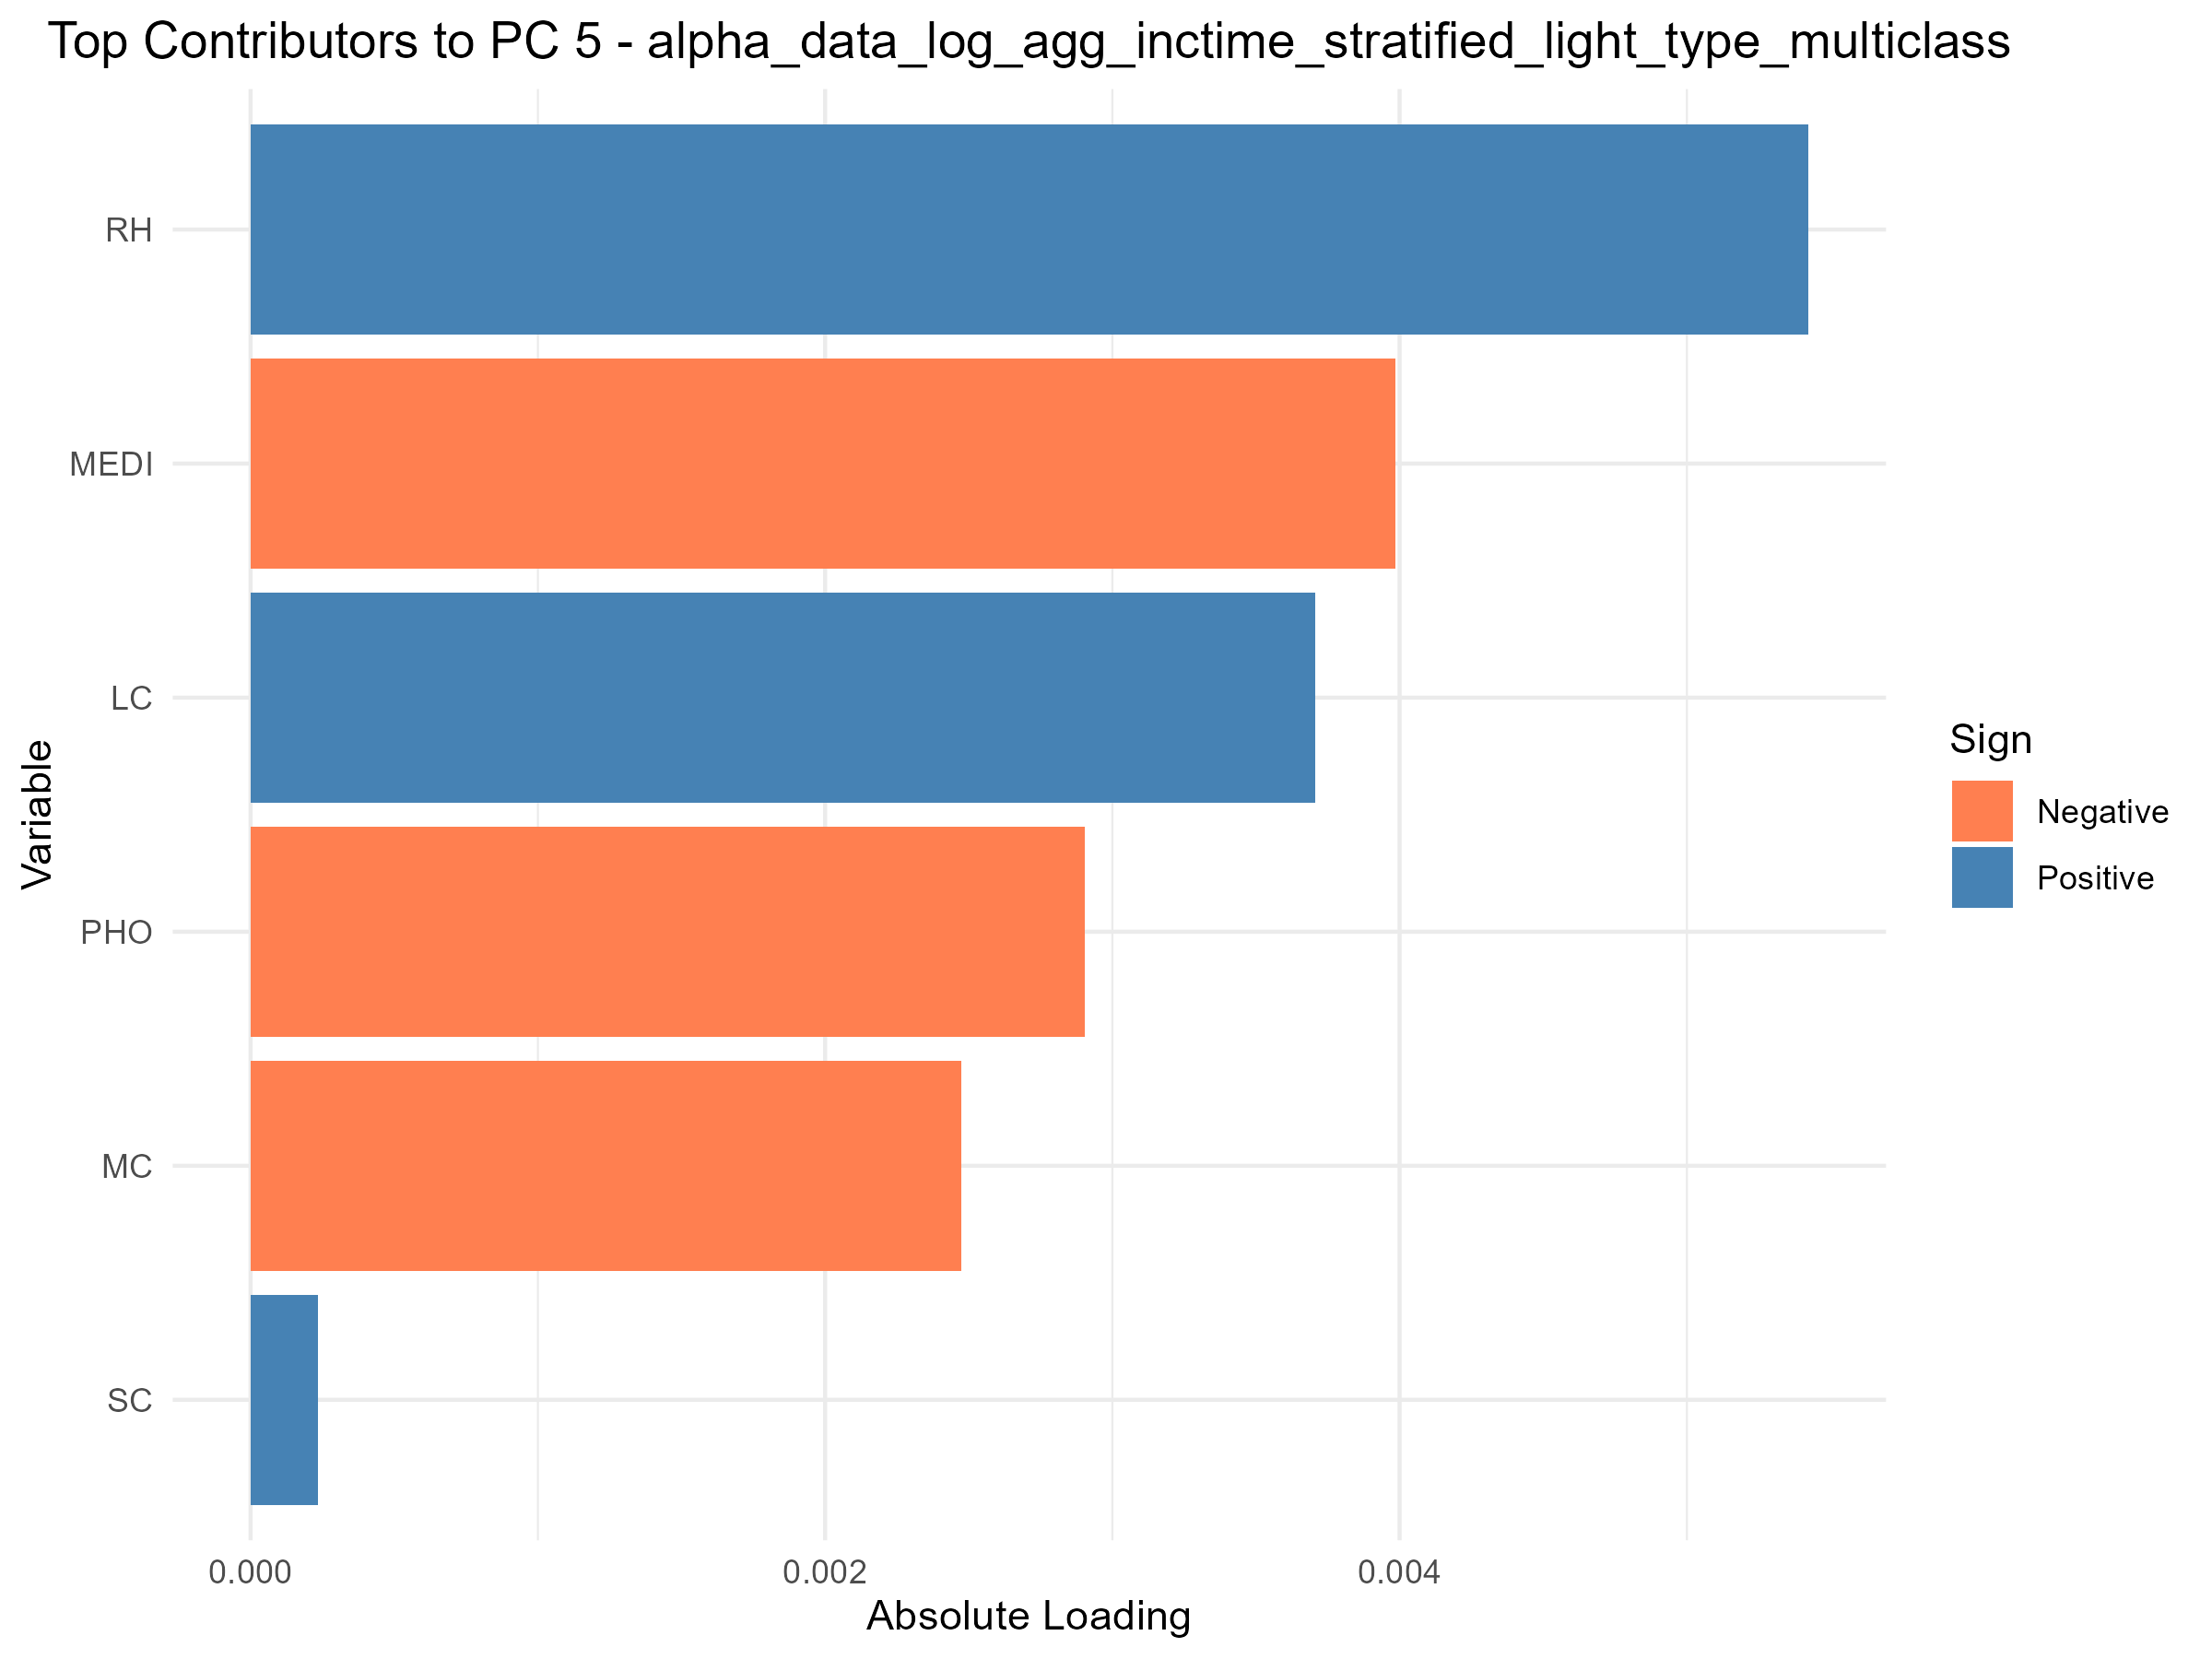 Top Contributors to PC 5 - alpha_data_log_agg_inctime_stratified_light_type_multiclass
RH
MEDI
LC
PHO
MC
SC
Variable
0.000
0.002
0.004
Absolute Loading
Sign
Negative
Positive